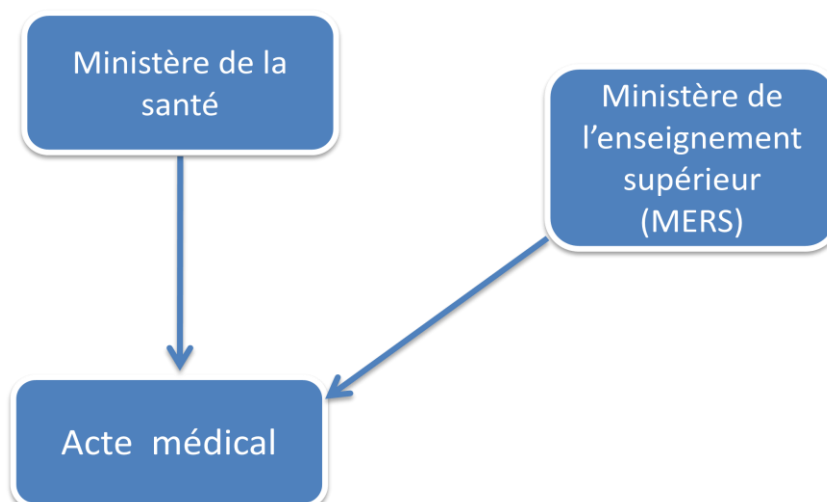 Ministère de la
santé
Ministère de
l’enseignement
supérieur
(MERS)
Acte médical